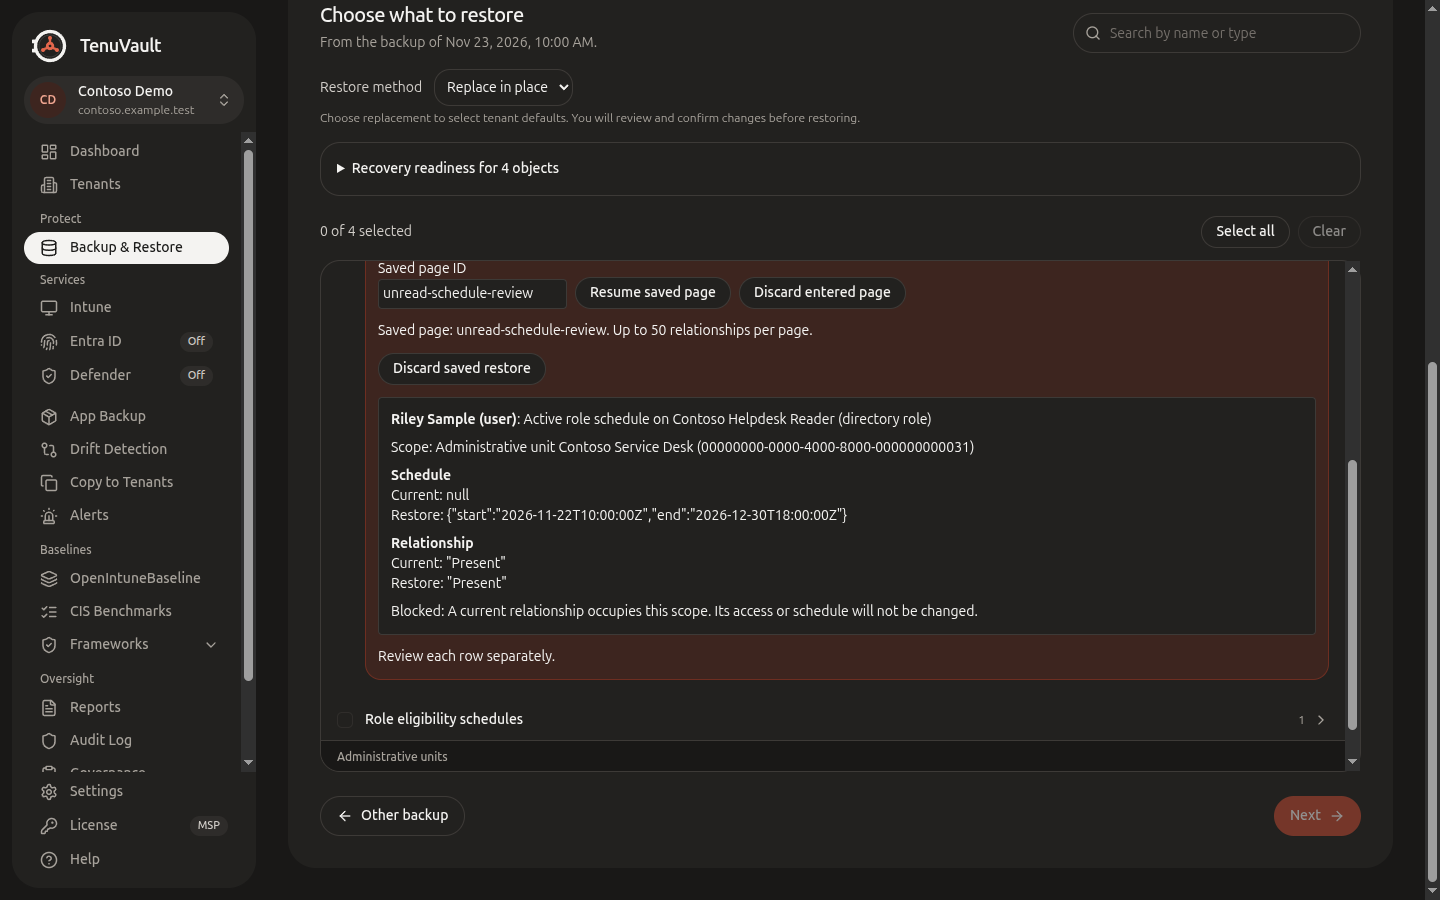 TenuVault
CD
Contoso Demo
contoso.example.test
Dashboard
Tenants
Protect
Backup & Restore
Services
Intune
Entra ID
Off
Defender
Off
App Backup
Drift Detection
Copy to Tenants
Alerts
Baselines
OpenIntuneBaseline
CIS Benchmarks
Frameworks
Oversight
Reports
Audit Log
Governance
Settings
License
MSP
Help
Choose what to restore
From the backup of Nov 23, 2026, 10:00 AM.
Search by name or type
Restore method
Replace in place
Choose replacement to select tenant defaults. You will review and confirm changes before restoring.
Recovery readiness for 4 objects
0 of 4 selected
Select all
Clear
Saved page ID
unread-schedule-review
Resume saved page
Discard entered page
Saved page: unread-schedule-review. Up to 50 relationships per page.
Discard saved restore
Riley Sample (user): Active role schedule on Contoso Helpdesk Reader (directory role)
Scope: Administrative unit Contoso Service Desk (00000000-0000-4000-8000-000000000031)
Schedule
Current: null
Restore: {"start":"2026-11-22T10:00:00Z","end":"2026-12-30T18:00:00Z"}
Relationship
Current: "Present"
Restore: "Present"
Blocked: A current relationship occupies this scope. Its access or schedule will not be changed.
Review each row separately.
Role eligibility schedules
1
Administrative units
Other backup
Next